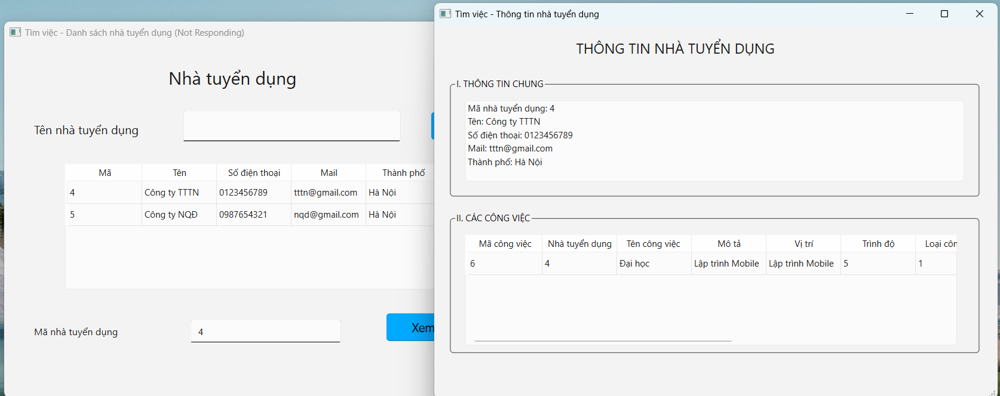 Tìm việc - Danh sách nhà tuyển dụng (Not Responding)
Nhà tuyển dụng
Tên nhà tuyển dụng
Mã Tên Số điện thoại Mail Thành phố
4 Công ty TTTN 0123456789 tttn@gmail.com Hà Nội
5 Công ty NQĐ 0987654321 nqd@gmail.com Hà Nội
Mã nhà tuyển dụng 4 Xem
Tìm việc - Thông tin nhà tuyển dụng
THÔNG TIN NHÀ TUYỂN DỤNG
I. THÔNG TIN CHUNG
Mã nhà tuyển dụng: 4
Tên: Công ty TTTN
Số điện thoại: 0123456789
Mail: tttn@gmail.com
Thành phố: Hà Nội
II. CÁC CÔNG VIỆC
Mã công việc Nhà tuyển dụng Tên công việc Mô tả Vị trí Trình độ Loại côn
6 4 Đại học Lập trình Mobile Lập trình Mobile 5 1